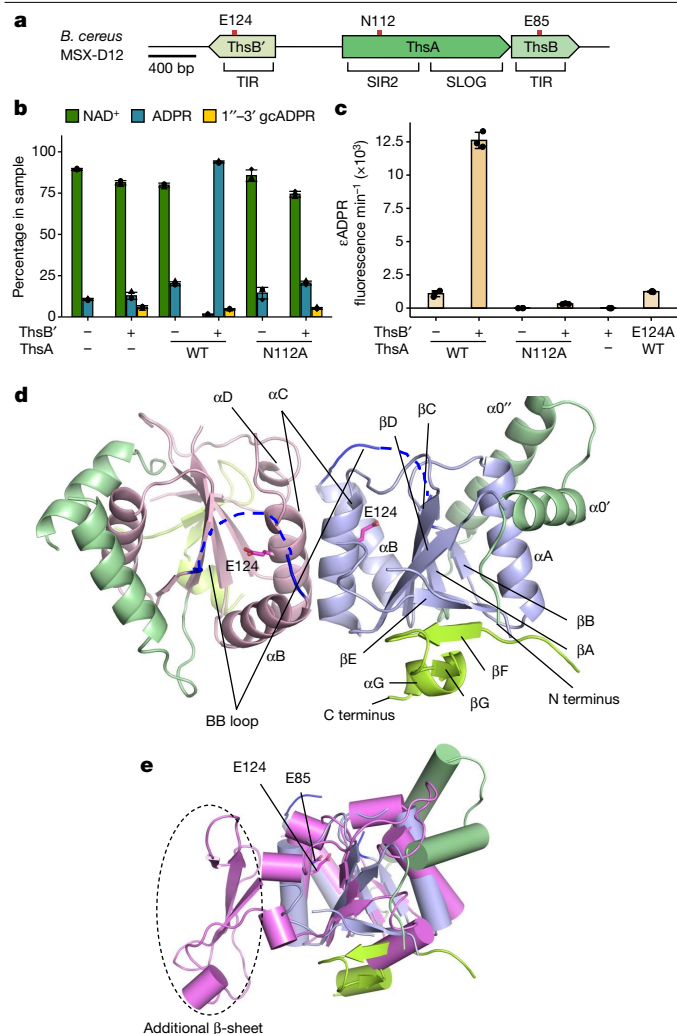 a
E124 N112 E85
B. cereus MSX-D12
ThsB′ ThsA ThsB
400 bp
TIR SIR2 SLOG TIR
b
NAD⁺ ADPR 1′′–3′ gcADPR
Percentage in sample
100
75
50
25
0
ThsB′ – + – + – +
ThsA – – WT N112A
c
εADPR
fluorescence min⁻¹ (×10³)
12.5
10.0
7.5
5.0
2.5
0
ThsB′ – + – + + E124A
ThsA WT N112A – WT
d
αD αC βD βC α0′′
E124 α0′
E124 αB αA
αB βE βB
βA
αG βF
BB loop C terminus βG N terminus
e
E124
E85
Additional β-sheet